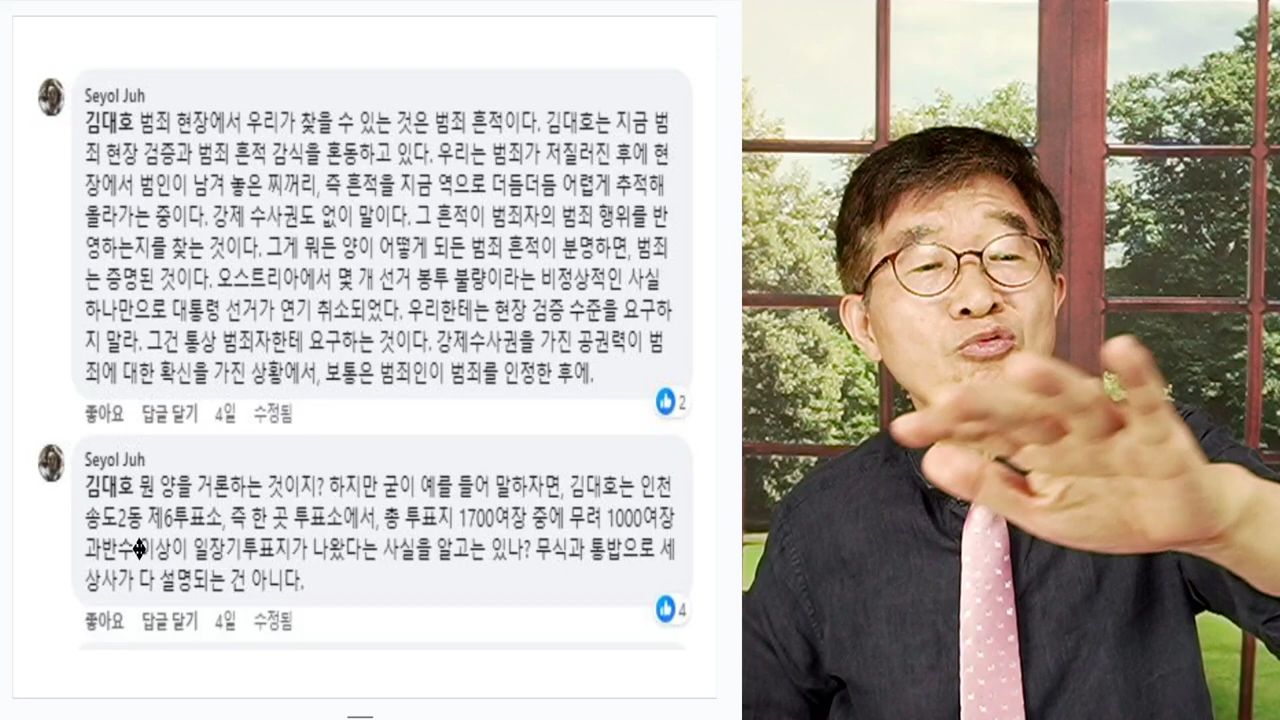 Seyol Juh
김대호 범죄 현장에서 우리가 찾을 수 있는 것은 범죄 흔적이다. 김대호는 지금 범
죄 현장 검증과 범죄 흔적 감식을 혼동하고 있다. 우리는 범죄가 저질러진 후에 현
장에서 범인이 남겨 놓은 찌꺼리, 즉 흔적을 지금 역으로 더듬더듬 어렵게 추적해
올라가는 중이다. 강제 수사권도 없이 말이다. 그 흔적이 범죄자의 범죄 행위를 반
영하는지를 찾는 것이다. 그게 뭐든 양이 어떻게 되든 범죄 흔적이 분명하면, 범죄
는 증명된 것이다. 오스트리아에서 몇 개 선거 봉투 불량이라는 비정상적인 사실
하나만으로 대통령 선거가 연기 취소되었다. 우리한테는 현장 검증 수준을 요구하
지 말라. 그건 통상 범죄자한테 요구하는 것이다. 강제수사권을 가진 공권력이 범
죄에 대한 확신을 가진 상황에서, 보통은 범죄인이 범죄를 인정한 후에.
좋아요 답글 달기 4일 수정됨 2
Seyol Juh
김대호 뭔 양을 거론하는 것이지? 하지만 굳이 예를 들어 말하자면, 김대호는 인천
송도2동 제6투표소, 즉 한 곳 투표소에서, 총 투표지 1700여장 중에 무려 1000여장
과반수이상이 일장기투표지가 나왔다는 사실을 알고는 있나? 무식과 통밥으로 세
상사가 다 설명되는 건 아니다.
좋아요 답글 달기 4일 수정됨 4